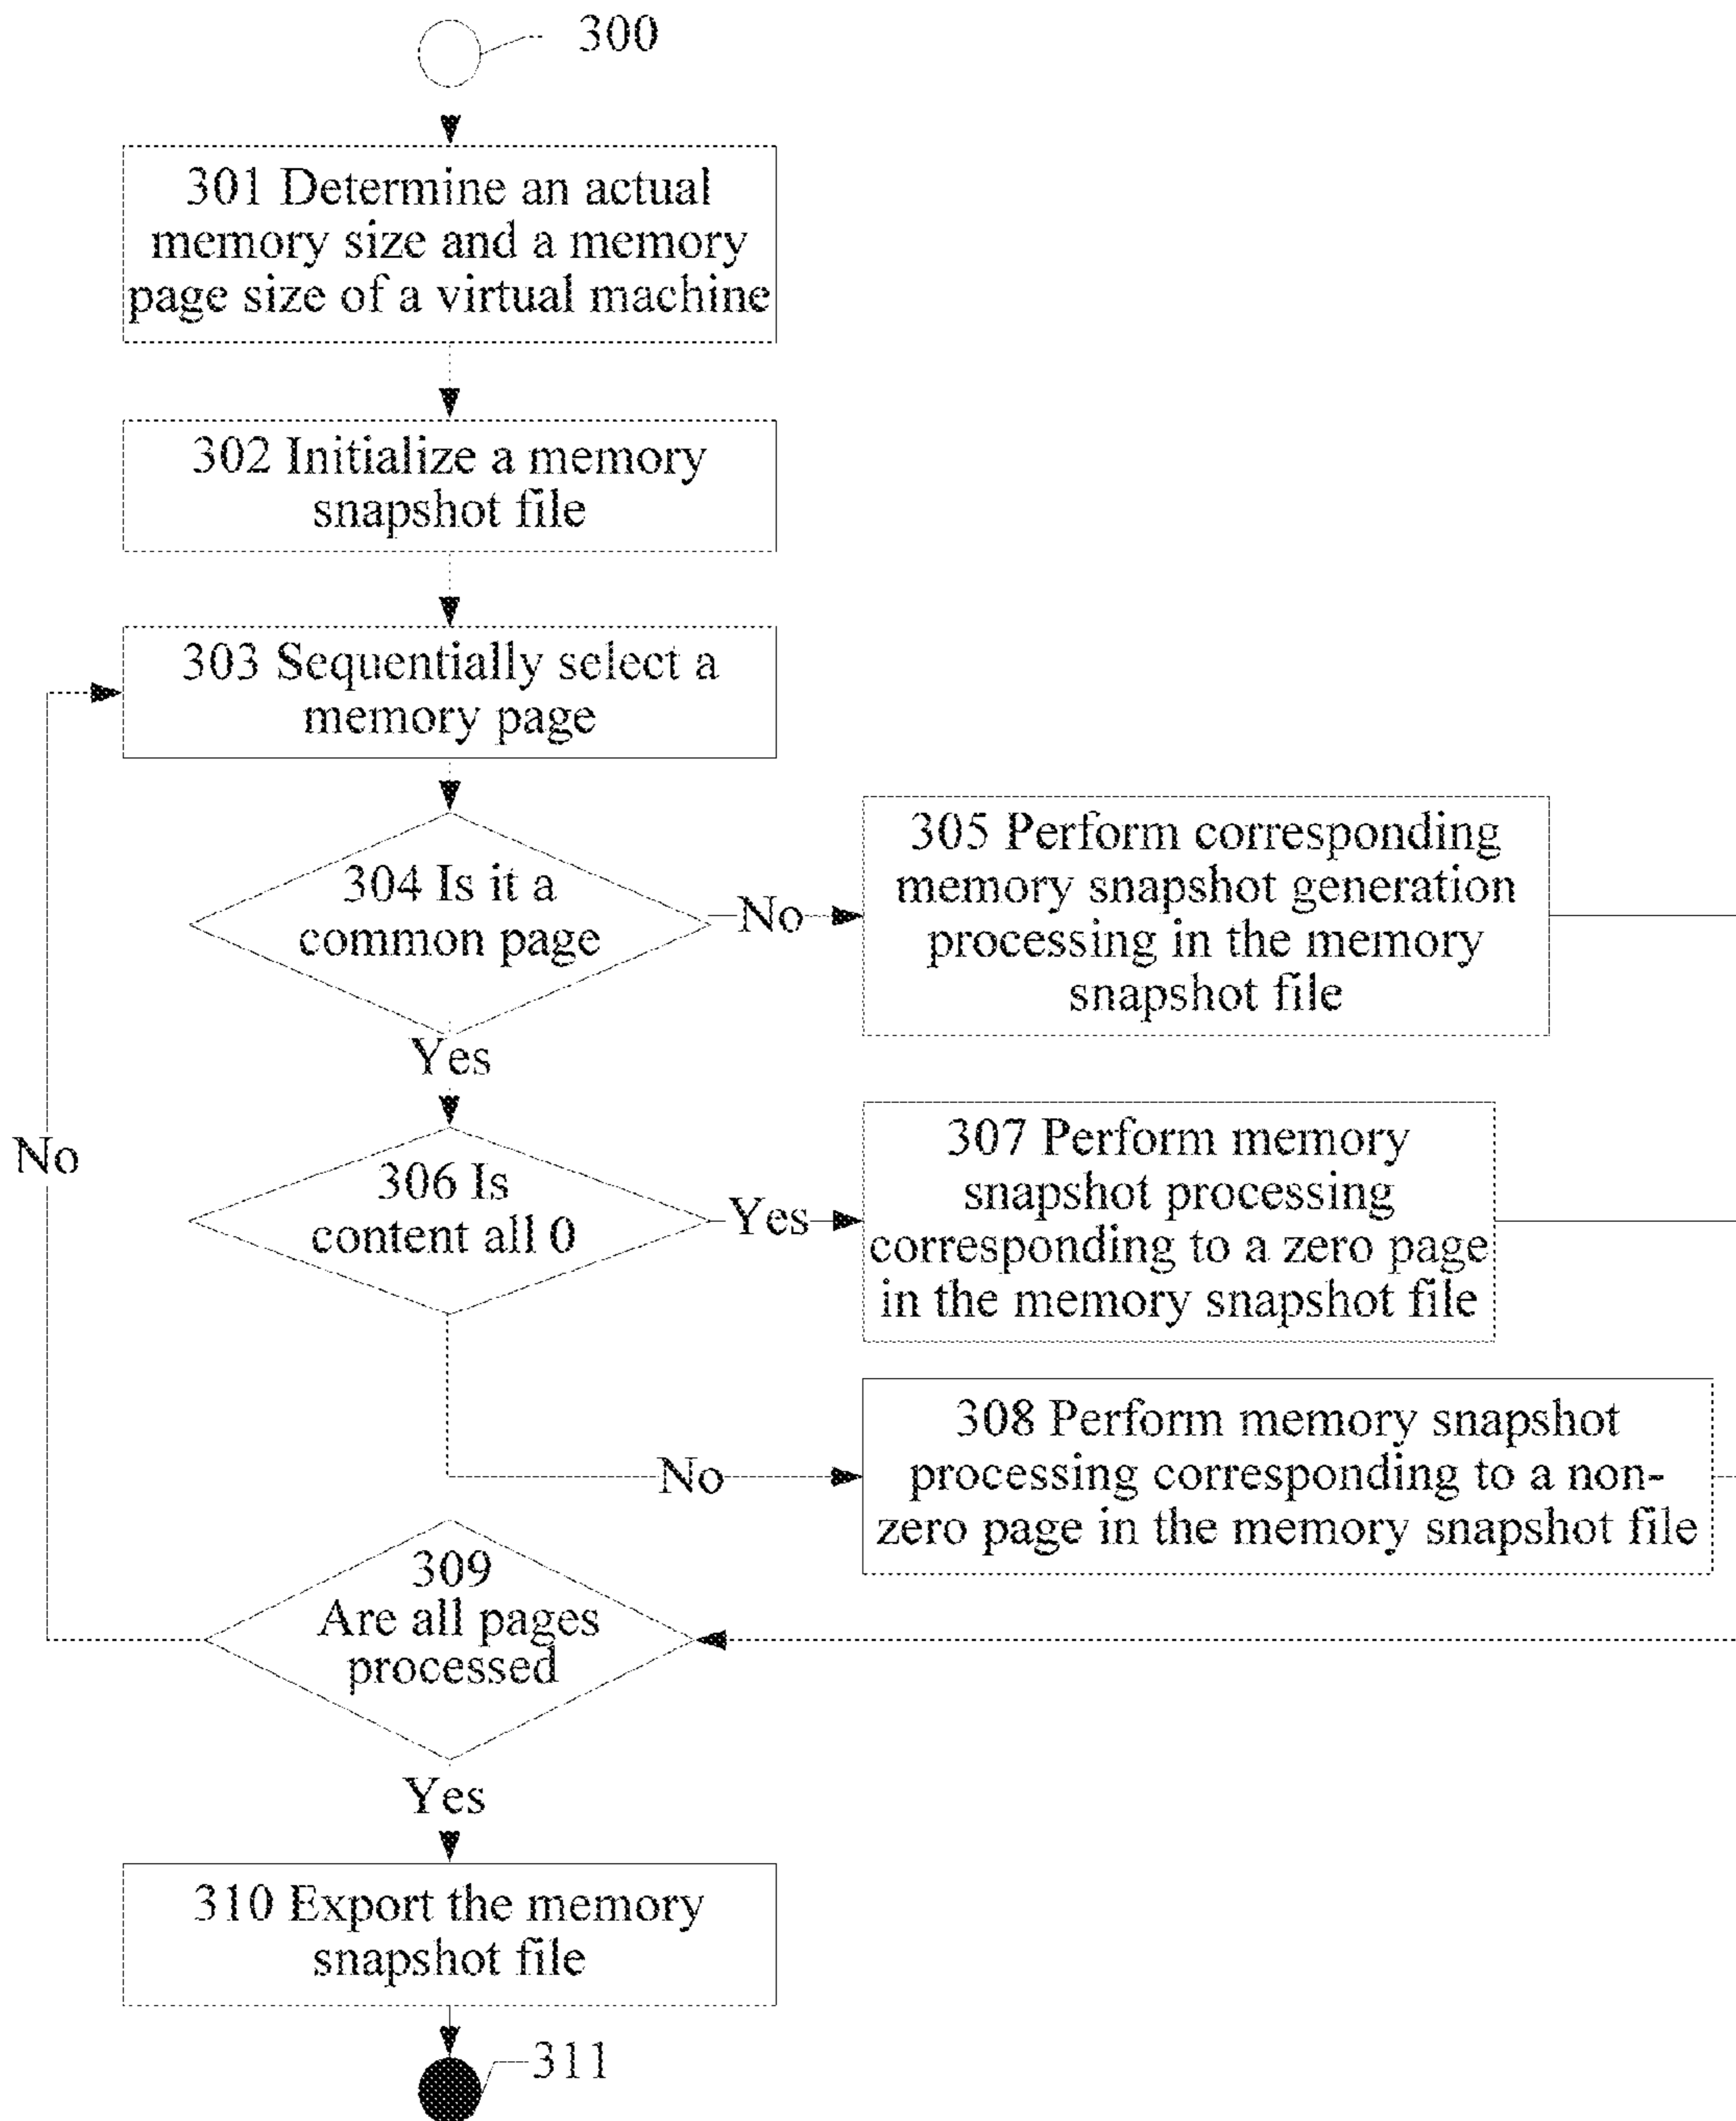 300
301 Determine an actual
memory size and a memory
page size of a virtual machine
302 Initialize a memory
snapshot file
303 Sequentially select a
memory page
304 Is it a
common page
No
305 Perform corresponding
memory snapshot generation
processing in the memory
snapshot file
Yes
No
306 Is
content all 0
Yes
307 Perform memory
snapshot processing
corresponding to a zero page
in the memory snapshot file
No
308 Perform memory snapshot
processing corresponding to a non-
zero page in the memory snapshot file
309
Are all pages
processed
Yes
310 Export the memory
snapshot file
311